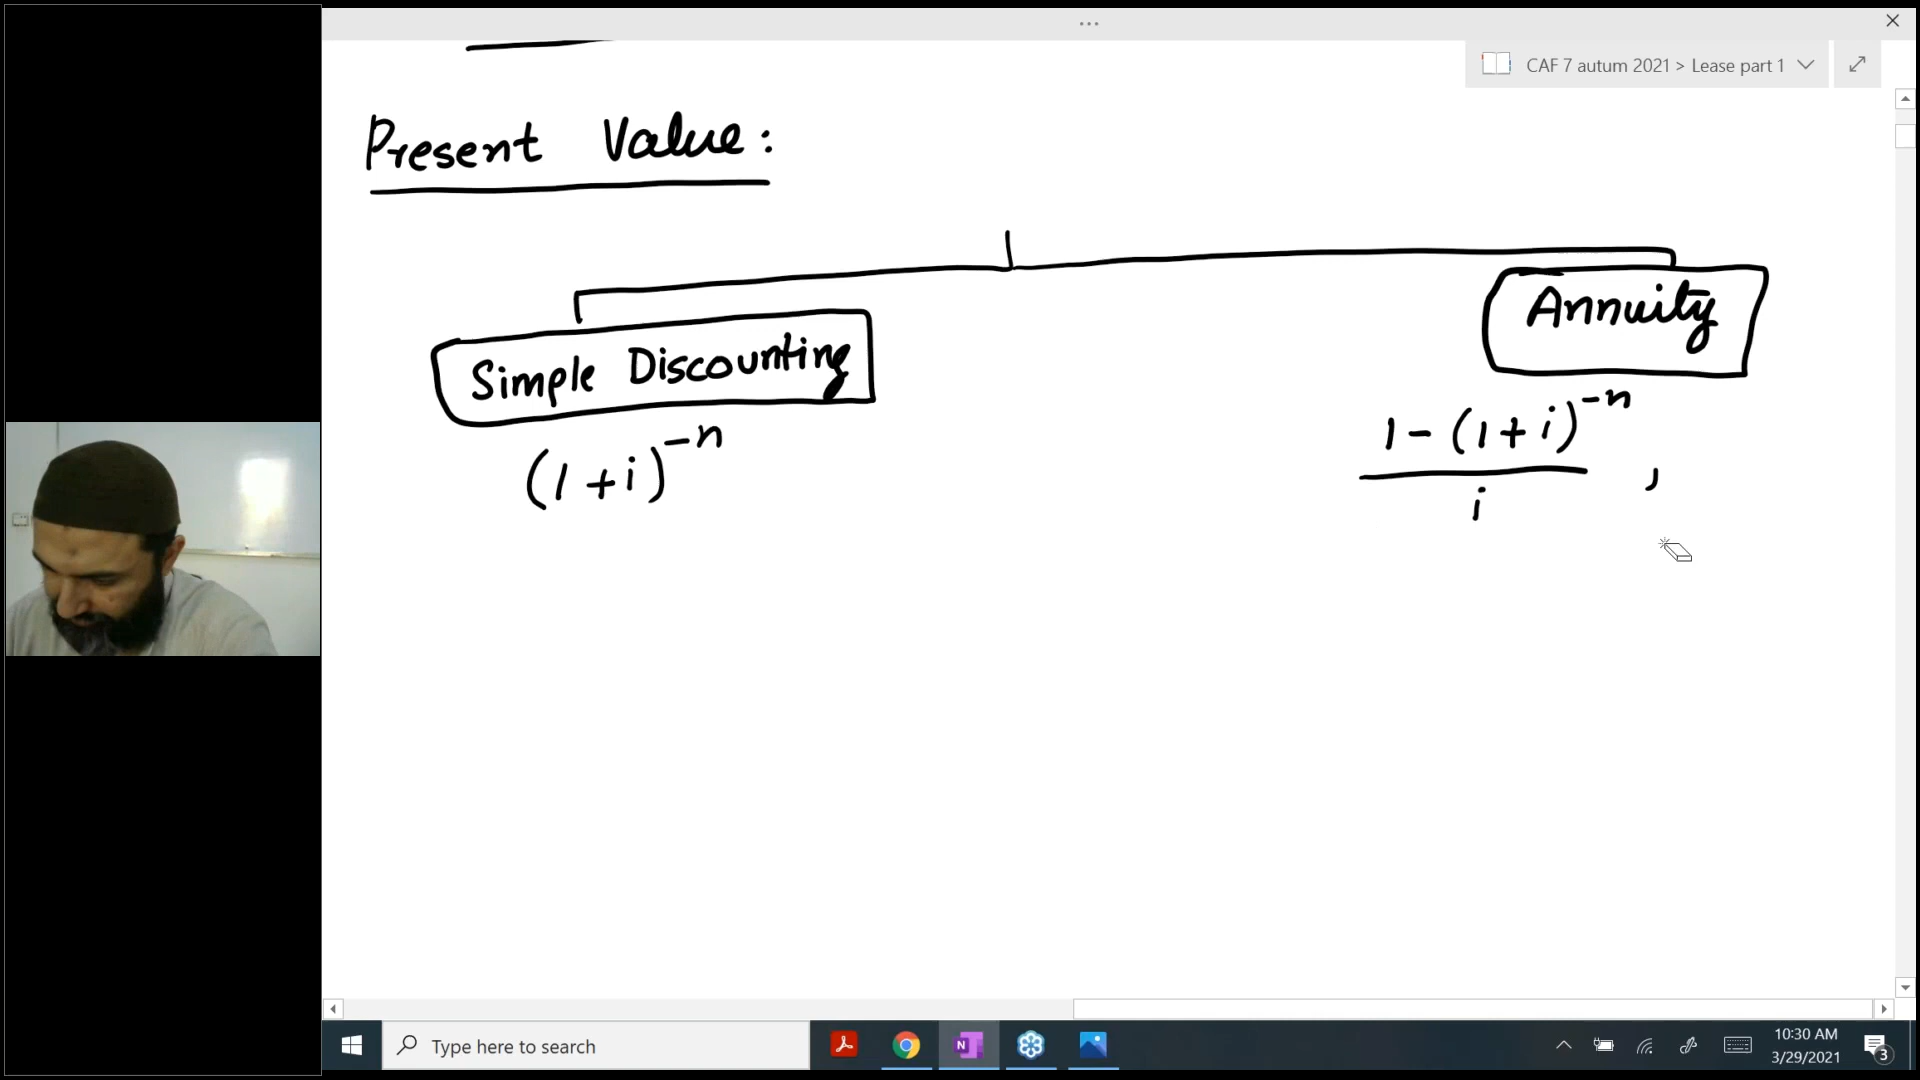 CAF 7 autum 2021 > Lease part 1
Present Value:
Simple Discounting
Annuity
(1+i)^-n
1-(1+i)^-n
i
,
Type here to search
10:30 AM
3/29/2021
3